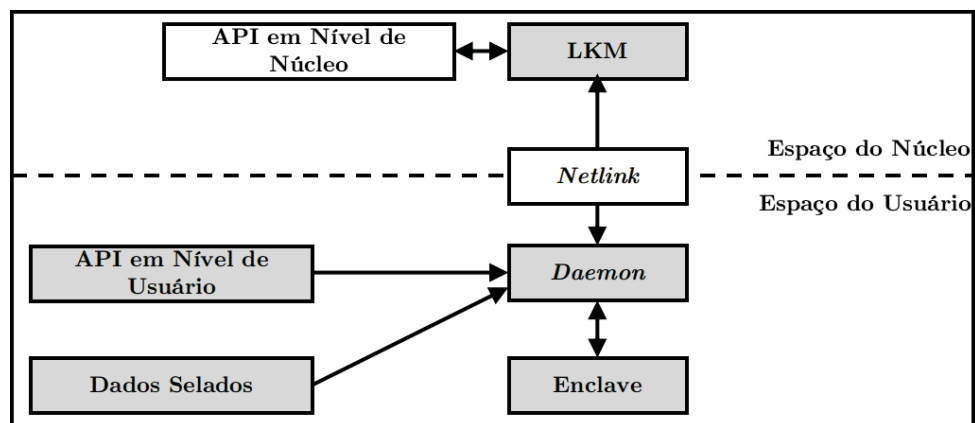 API em Nível de
Núcleo
LKM
Espaço do Núcleo
Netlink
Espaço do Usuário
API em Nível de
Usuário
Daemon
Dados Selados
Enclave